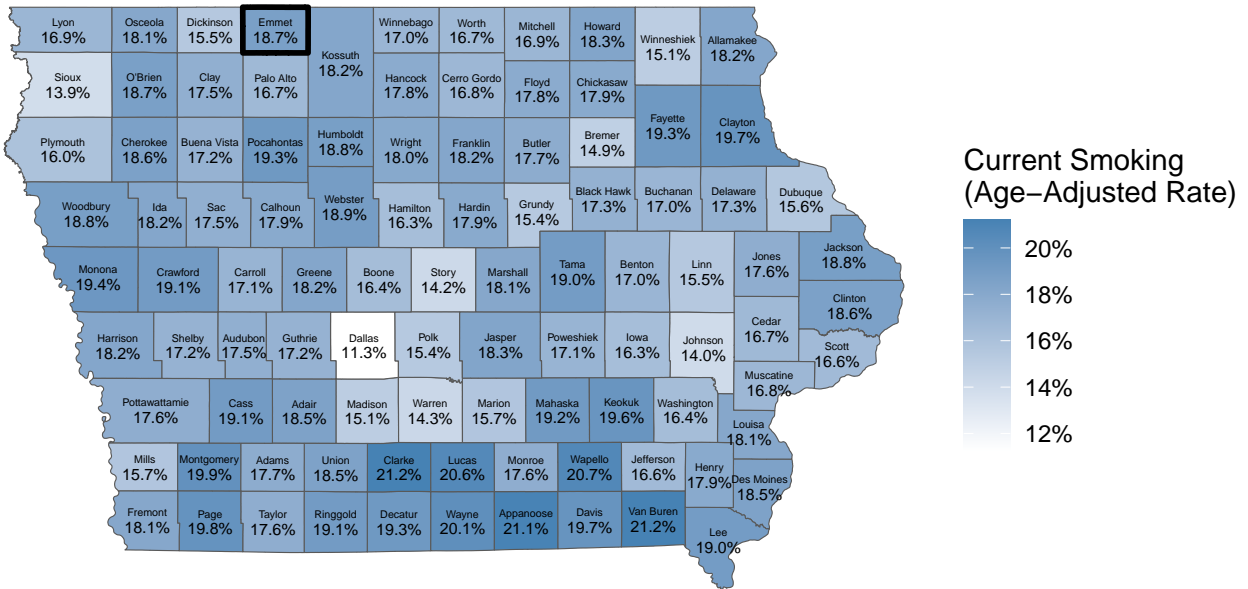 Lyon
16.9%
Osceola
18.1%
Dickinson
15.5%
Emmet
18.7%
Kossuth
18.2%
Winnebago
17.0%
Worth
16.7%
Mitchell
16.9%
Howard
18.3%
Winneshiek
15.1%
Allamakee
18.2%
Sioux
13.9%
O'Brien
18.7%
Clay
17.5%
Palo Alto
16.7%
Hancock
17.8%
Cerro Gordo
16.8%
Floyd
17.8%
Chickasaw
17.9%
Fayette
19.3%
Clayton
19.7%
Plymouth
16.0%
Cherokee
18.6%
Buena Vista
17.2%
Pocahontas
19.3%
Humboldt
18.8%
Wright
18.0%
Franklin
18.2%
Butler
17.7%
Bremer
14.9%
Woodbury
18.8%
Ida
18.2%
Sac
17.5%
Calhoun
17.9%
Webster
18.9%
Hamilton
16.3%
Hardin
17.9%
Grundy
15.4%
Black Hawk
17.3%
Buchanan
17.0%
Delaware
17.3%
Dubuque
15.6%
Monona
19.4%
Crawford
19.1%
Carroll
17.1%
Greene
18.2%
Boone
16.4%
Story
14.2%
Marshall
18.1%
Tama
19.0%
Benton
17.0%
Linn
15.5%
Jones
17.6%
Jackson
18.8%
Clinton
18.6%
Harrison
18.2%
Shelby
17.2%
Audubon
17.5%
Guthrie
17.2%
Dallas
11.3%
Polk
15.4%
Jasper
18.3%
Poweshiek
17.1%
Iowa
16.3%
Johnson
14.0%
Cedar
16.7%
Scott
16.6%
Muscatine
16.8%
Pottawattamie
17.6%
Cass
19.1%
Adair
18.5%
Madison
15.1%
Warren
14.3%
Marion
15.7%
Mahaska
19.2%
Keokuk
19.6%
Washington
16.4%
Louisa
18.1%
Mills
15.7%
Montgomery
19.9%
Adams
17.7%
Union
18.5%
Clarke
21.2%
Lucas
20.6%
Monroe
17.6%
Wapello
20.7%
Jefferson
16.6%
Henry
17.9%
Des Moines
18.5%
Fremont
18.1%
Page
19.8%
Taylor
17.6%
Ringgold
19.1%
Decatur
19.3%
Wayne
20.1%
Appanoose
21.1%
Davis
19.7%
Van Buren
21.2%
Lee
19.0%
Current Smoking
(Age−Adjusted Rate)
20%
18%
16%
14%
12%